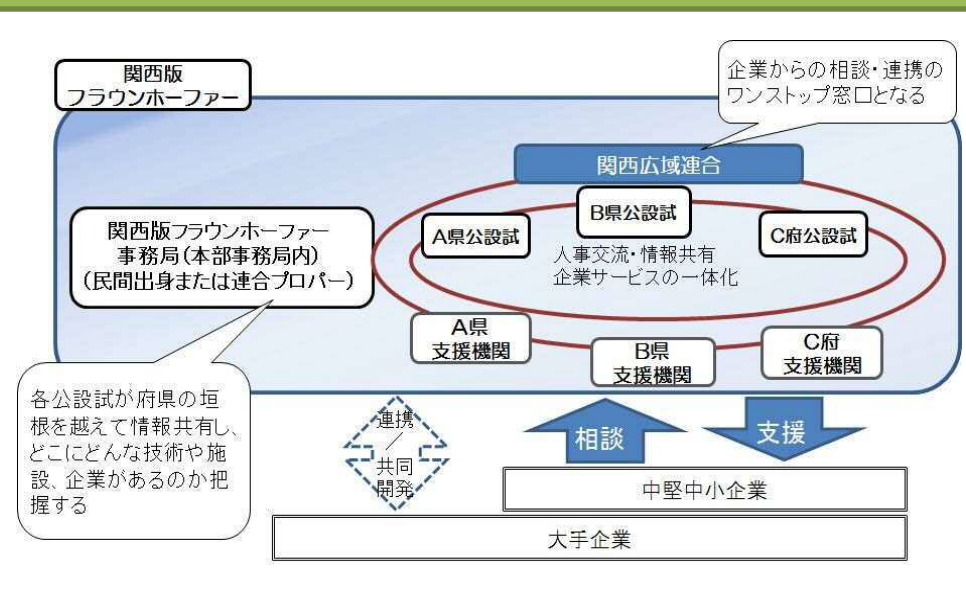 関西版
フラウンホーファー
企業からの相談・連携の
ワンストップ窓口となる
関西広域連合
関西版フラウンホーファー
事務局(本部事務局内)
(民間出身または連合プロパー)
A県公設試
B県公設試
C府公設試
人事交流・情報共有
企業サービスの一体化
A県
支援機関
B県
支援機関
C府
支援機関
各公設試が府県の垣
根を越えて情報共有し、
どこにどんな技術や施
設、企業があるのか把
握する
連携
/
共同
開発
相談
支援
中堅中小企業
大手企業